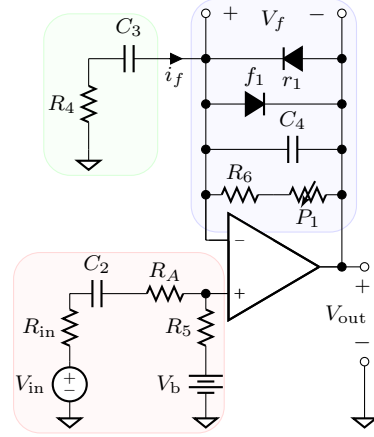 + V_f −
C_3
i_f
r_1
f_1
R_4
C_4
R_6
P_1
−
C_2
R_A
+
R_in
R_5
+
V_out
−
V_in
+
−
V_b